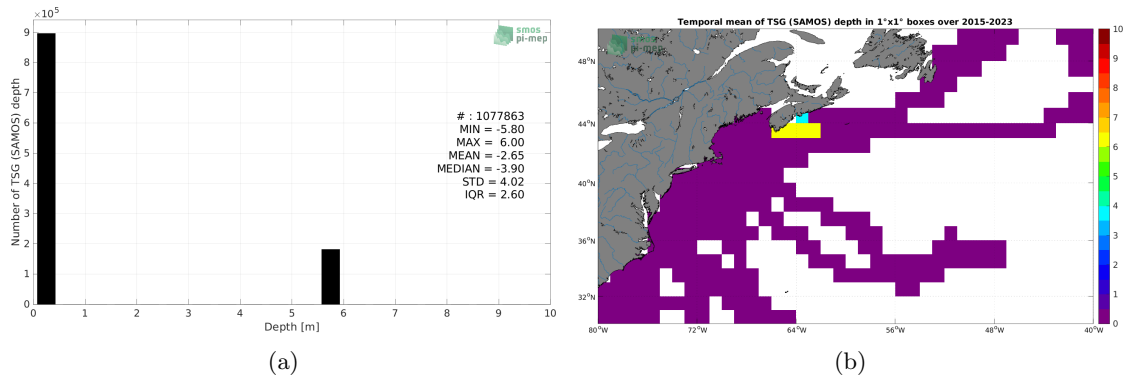 ×10⁵
9
8
7
6
5
4
3
2
1
0
Number of TSG (SAMOS) depth
smos
pi-mep
# : 1077863
MIN = -5.80
MAX = 6.00
MEAN = -2.65
MEDIAN = -3.90
STD = 4.02
IQR = 2.60
0 1 2 3 4 5 6 7 8 9 10
Depth [m]
(a)
Temporal mean of TSG (SAMOS) depth in 1°x1° boxes over 2015-2023
smos
pi-mep
48°N
44°N
40°N
36°N
32°N
80°W 72°W 64°W 56°W 48°W 40°W
10
9
8
7
6
5
4
3
2
1
0
(b)